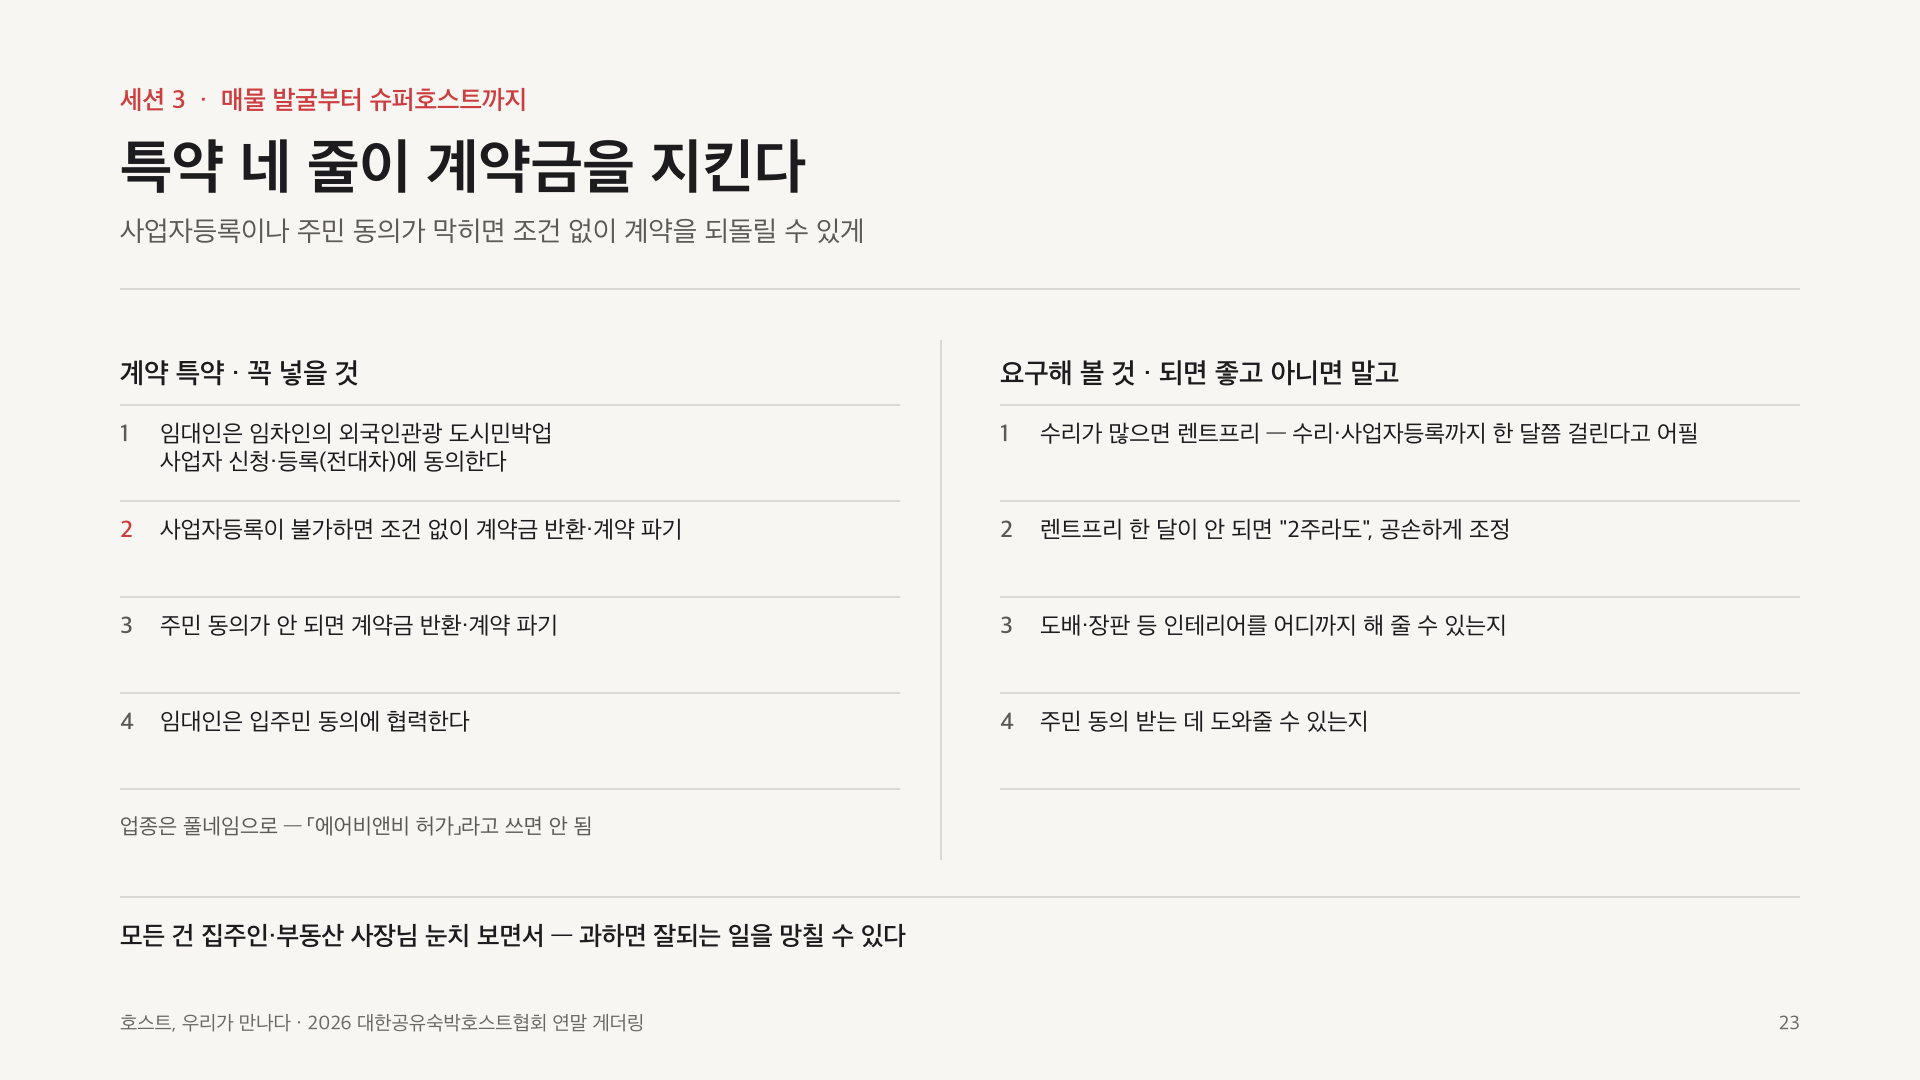 세션 3 · 매물 발굴부터 슈퍼호스트까지
특약 네 줄이 계약금을 지킨다
사업자등록이나 주민 동의가 막히면 조건 없이 계약을 되돌릴 수 있게
계약 특약 · 꼭 넣을 것
1 임대인은 임차인의 외국인관광 도시민박업
사업자 신청·등록(전대차)에 동의한다
2 사업자등록이 불가하면 조건 없이 계약금 반환·계약 파기
3 주민 동의가 안 되면 계약금 반환·계약 파기
4 임대인은 입주민 동의에 협력한다
업종은 풀네임으로 — 「에어비앤비 허가」라고 쓰면 안 됨
요구해 볼 것 · 되면 좋고 아니면 말고
1 수리가 많으면 렌트프리 — 수리·사업자등록까지 한 달쯤 걸린다고 어필
2 렌트프리 한 달이 안 되면 "2주라도", 공손하게 조정
3 도배·장판 등 인테리어를 어디까지 해 줄 수 있는지
4 주민 동의 받는 데 도와줄 수 있는지
모든 건 집주인·부동산 사장님 눈치 보면서 — 과하면 잘되는 일을 망칠 수 있다
호스트, 우리가 만나다 · 2026 대한공유숙박호스트협회 연말 게더링
23